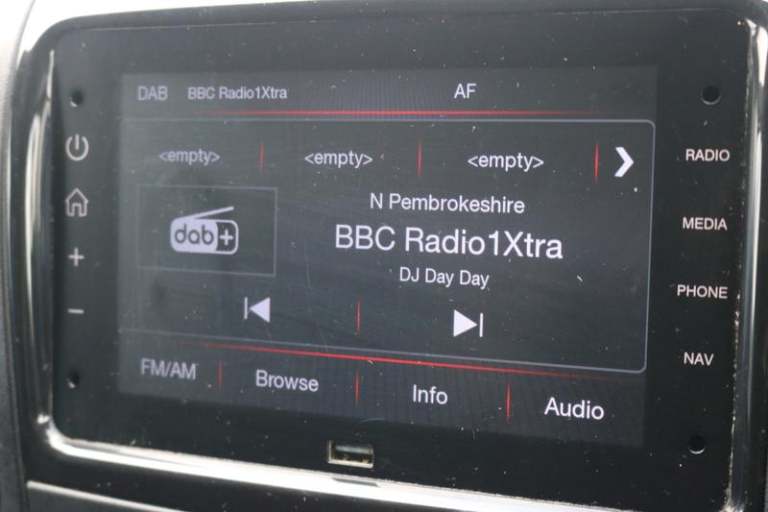 DAB BBC Radio1Xtra AF
<empty> <empty> <empty>
RADIO
N Pembrokeshire
dab+
BBC Radio1Xtra
MEDIA
DJ Day Day
PHONE
NAV
FM/AM Browse Info Audio